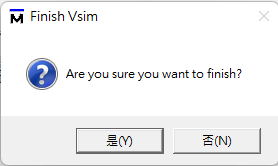 Finish Vsim
Are you sure you want to finish?
是(Y)
否(N)